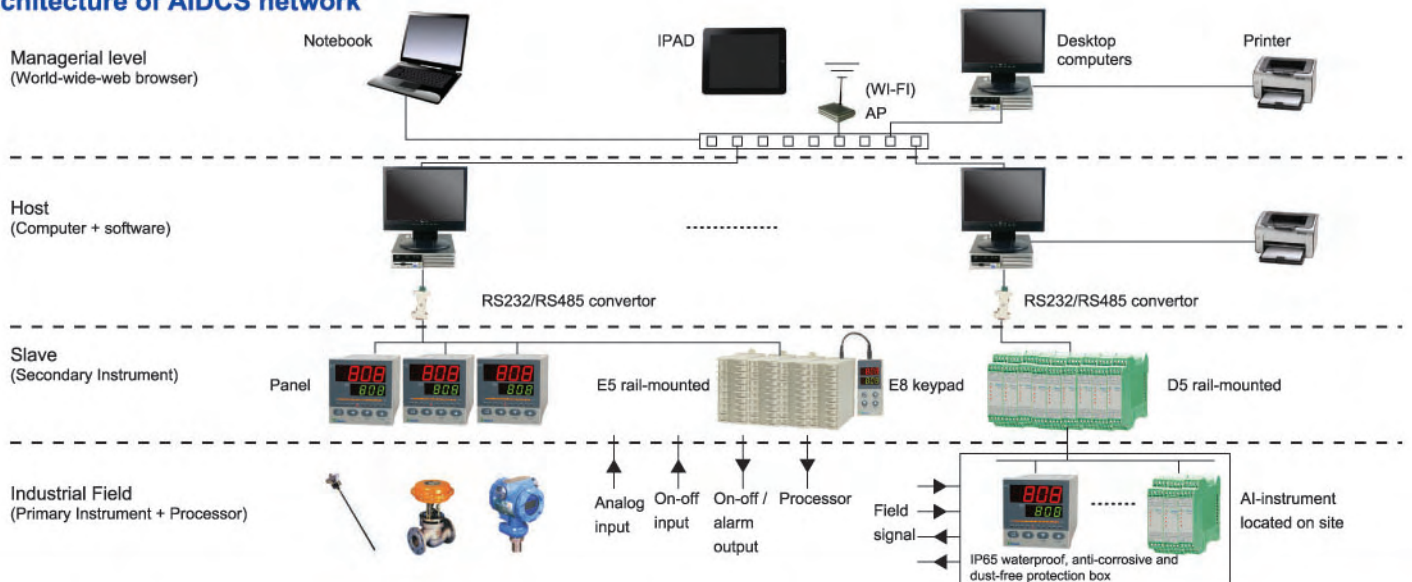 chitecture of AIDCS network
Managerial level
(World-wide-web browser)
Notebook
IPAD
(WI-FI)
AP
Desktop
computers
Printer
Host
(Computer + software)
RS232/RS485 convertor
RS232/RS485 convertor
Slave
(Secondary Instrument)
Panel
808
808
808
808
808
808
E5 rail-mounted
E8 keypad
D5 rail-mounted
Industrial Field
(Primary Instrument + Processor)
Analog
input
On-off
input
On-off /
alarm
output
Processor
Field
signal
808
808
AI-instrument
located on site
IP65 waterproof, anti-corrosive and
dust-free protection box